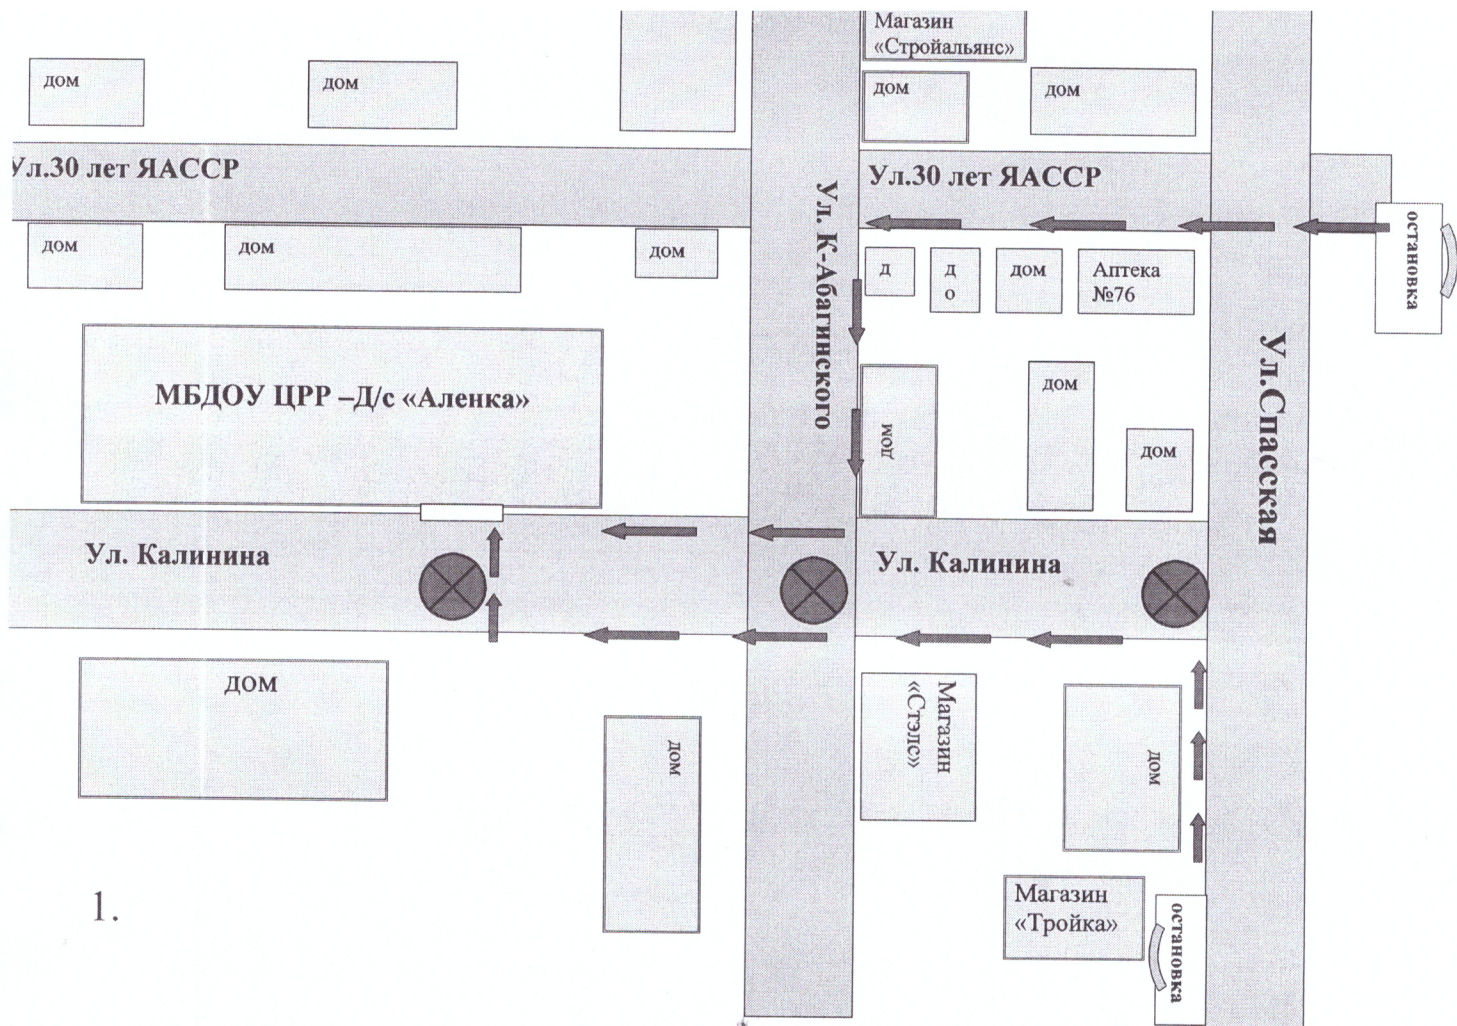 Магазин
«Стройальянс»
дом
дом
дом
дом
Ул.30 лет ЯАССР
Ул.30 лет ЯАССР
Ул. К-Абагинского
остановка
дом
дом
дом
д
д
о
дом
Аптека
№76
Ул.Спасская
МБДОУ ЦРР –Д/с «Аленка»
дом
дом
дом
Ул. Калинина
Ул. Калинина
дом
дом
Магазин
«Стэлс»
дом
Магазин
«Тройка»
остановка
1.